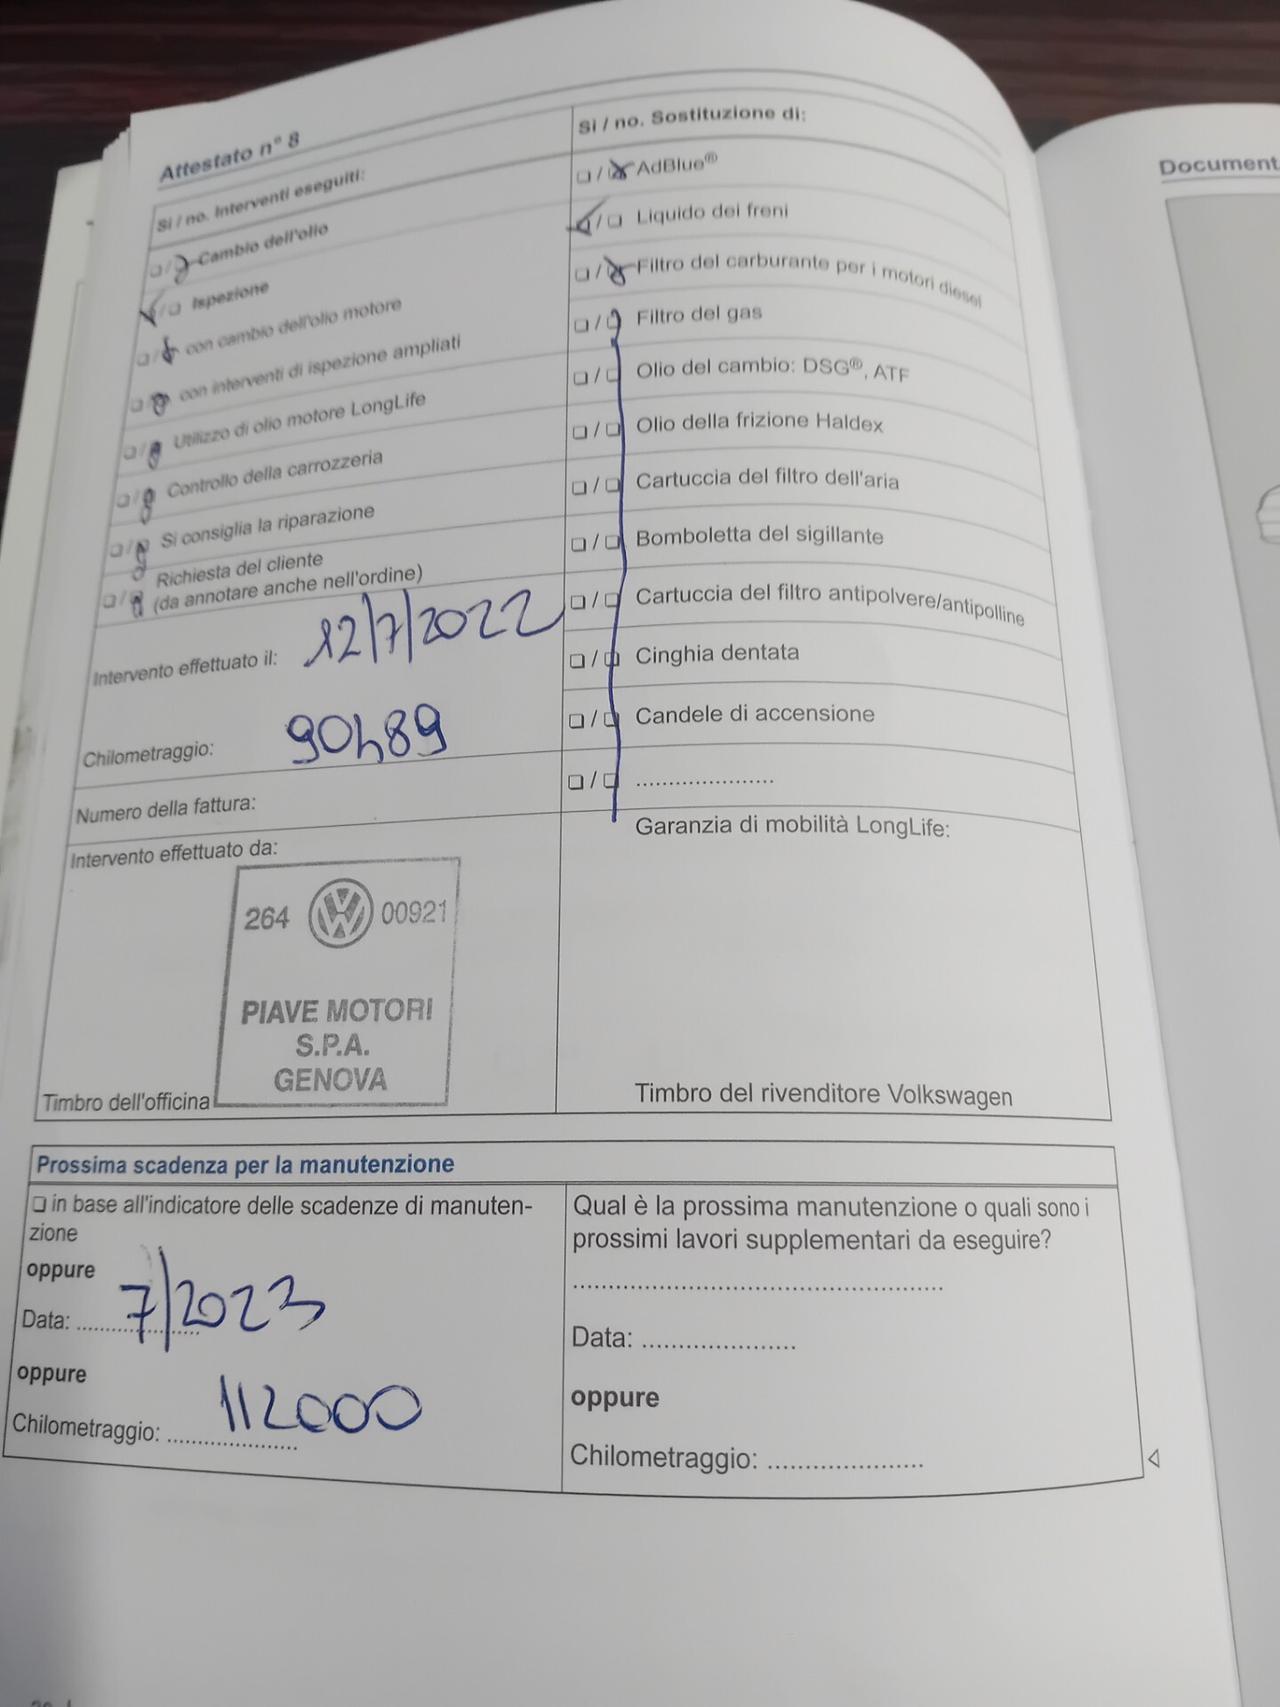 Attestato n° 8
Si / no. Interventi eseguiti:
❏ / ❏ Cambio dell'olio
❏ / ❏ Ispezione
❏ / ❏ con cambio dell'olio motore
❏ / ❏ con interventi di ispezione ampliati
❏ / ❏ Utilizzo di olio motore LongLife
❏ / ❏ Controllo della carrozzeria
❏ / ❏ Si consiglia la riparazione
❏ / ❏ Richiesta del cliente
(da annotare anche nell'ordine)
Intervento effettuato il: 12/7/2022
Chilometraggio: 90489
Numero della fattura:
Intervento effettuato da:
264 00921
PIAVE MOTORI
S.P.A.
GENOVA
Timbro dell'officina
Si / no. Sostituzione di:
❏ / ❏ AdBlue®
❏ / ❏ Liquido dei freni
❏ / ❏ Filtro del carburante per i motori diesel
❏ / ❏ Filtro del gas
❏ / ❏ Olio del cambio: DSG®, ATF
❏ / ❏ Olio della frizione Haldex
❏ / ❏ Cartuccia del filtro dell'aria
❏ / ❏ Bomboletta del sigillante
❏ / ❏ Cartuccia del filtro antipolvere/antipolline
❏ / ❏ Cinghia dentata
❏ / ❏ Candele di accensione
❏ / ❏ .....................
Garanzia di mobilità LongLife:
Timbro del rivenditore Volkswagen
Prossima scadenza per la manutenzione
❏ in base all'indicatore delle scadenze di manuten-
zione
oppure
Data: .................. 7/2023
oppure
Chilometraggio: .................... 112000
Qual è la prossima manutenzione o quali sono i
prossimi lavori supplementari da eseguire?
......................................................
Data: ......................
oppure
Chilometraggio: ......................
Document